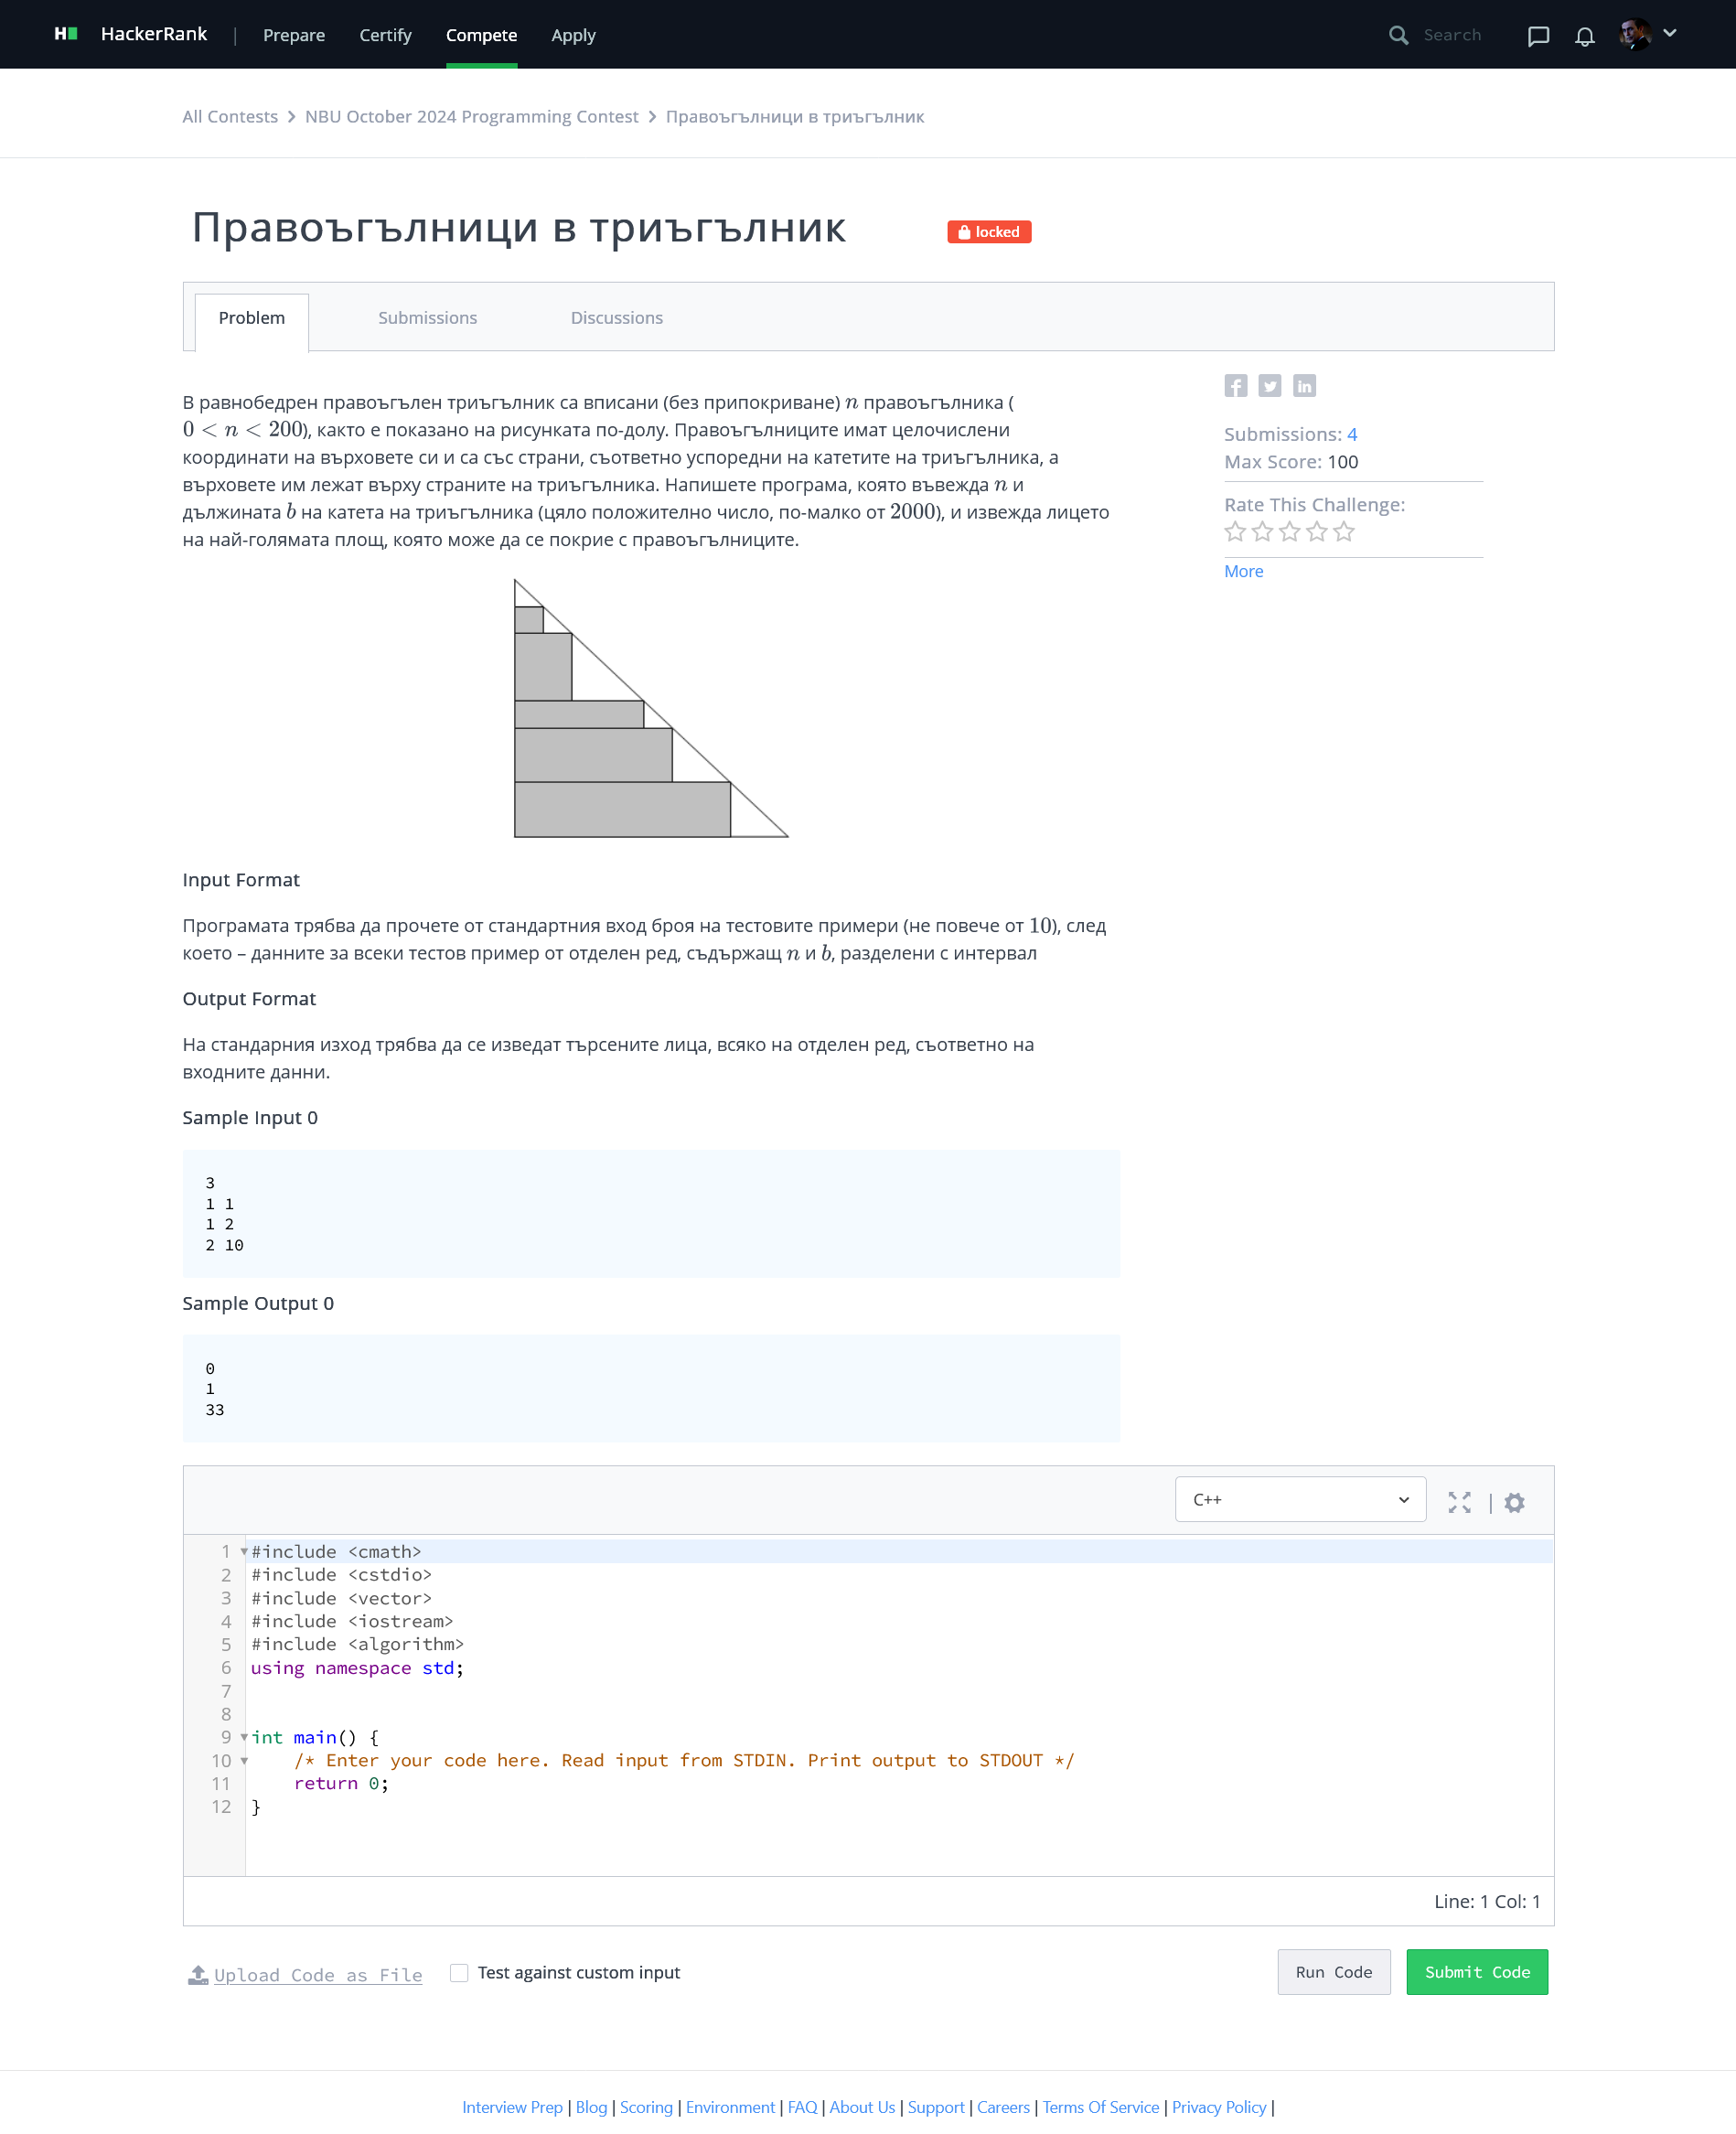 HackerRank | Prepare Certify Compete Apply Search
All Contests > NBU October 2024 Programming Contest > Правоъгълници в триъгълник
Правоъгълници в триъгълник locked
Problem Submissions Discussions
В равнобедрен правоъгълен триъгълник са вписани (без припокриване) n правоъгълника (
0 < n < 200), както е показано на рисунката по-долу. Правоъгълниците имат целочислени
координати на върховете си и са със страни, съответно успоредни на катетите на триъгълника, а
върховете им лежат върху страните на триъгълника. Напишете програма, която въвежда n и
дължината b на катета на триъгълника (цяло положително число, по-малко от 2000), и извежда лицето
на най-голямата площ, която може да се покрие с правоъгълниците.
Submissions: 4
Max Score: 100
Rate This Challenge:
More
Input Format
Програмата трябва да прочете от стандартния вход броя на тестовите примери (не повече от 10), след
което – данните за всеки тестов пример от отделен ред, съдържащ n и b, разделени с интервал
Output Format
На стандарния изход трябва да се изведат търсените лица, всяко на отделен ред, съответно на
входните данни.
Sample Input 0
3
1 1
1 2
2 10
Sample Output 0
0
1
33
C++
1 #include <cmath>
2 #include <cstdio>
3 #include <vector>
4 #include <iostream>
5 #include <algorithm>
6 using namespace std;
7
8
9 int main() {
10 /* Enter your code here. Read input from STDIN. Print output to STDOUT */
11 return 0;
12 }
Line: 1 Col: 1
Upload Code as File Test against custom input Run Code Submit Code
Interview Prep | Blog | Scoring | Environment | FAQ | About Us | Support | Careers | Terms Of Service | Privacy Policy |